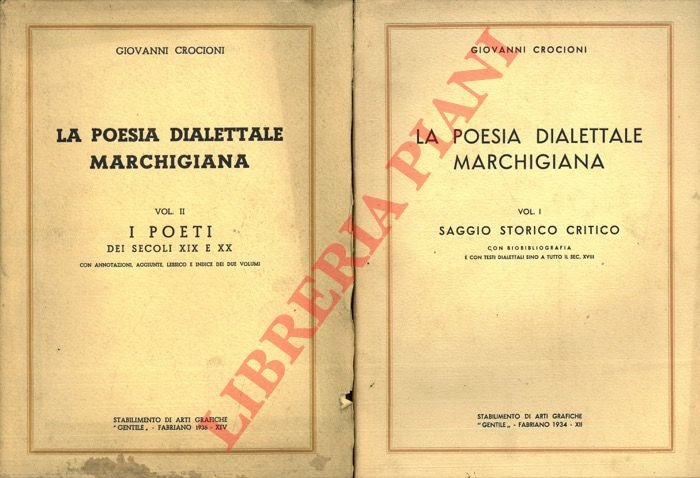 GIOVANNI CROCIONI
LA POESIA DIALETTALE
MARCHIGIANA
VOL. II
I POETI
DEI SECOLI XIX E XX
CON ANNOTAZIONI, AGGIUNTE, LESSICO E INDICE DEI DUE VOLUMI
STABILIMENTO DI ARTI GRAFICHE
"GENTILE„ - FABRIANO 1936 - XIV
GIOVANNI CROCIONI
LA POESIA DIALETTALE
MARCHIGIANA
VOL. I
SAGGIO STORICO CRITICO
CON BIOBIBLIOGRAFIA
E CON TESTI DIALETTALI SINO A TUTTO IL SEC. XVIII
STABILIMENTO DI ARTI GRAFICHE
"GENTILE„ - FABRIANO 1934 - XII
LIBRERIA PIANI